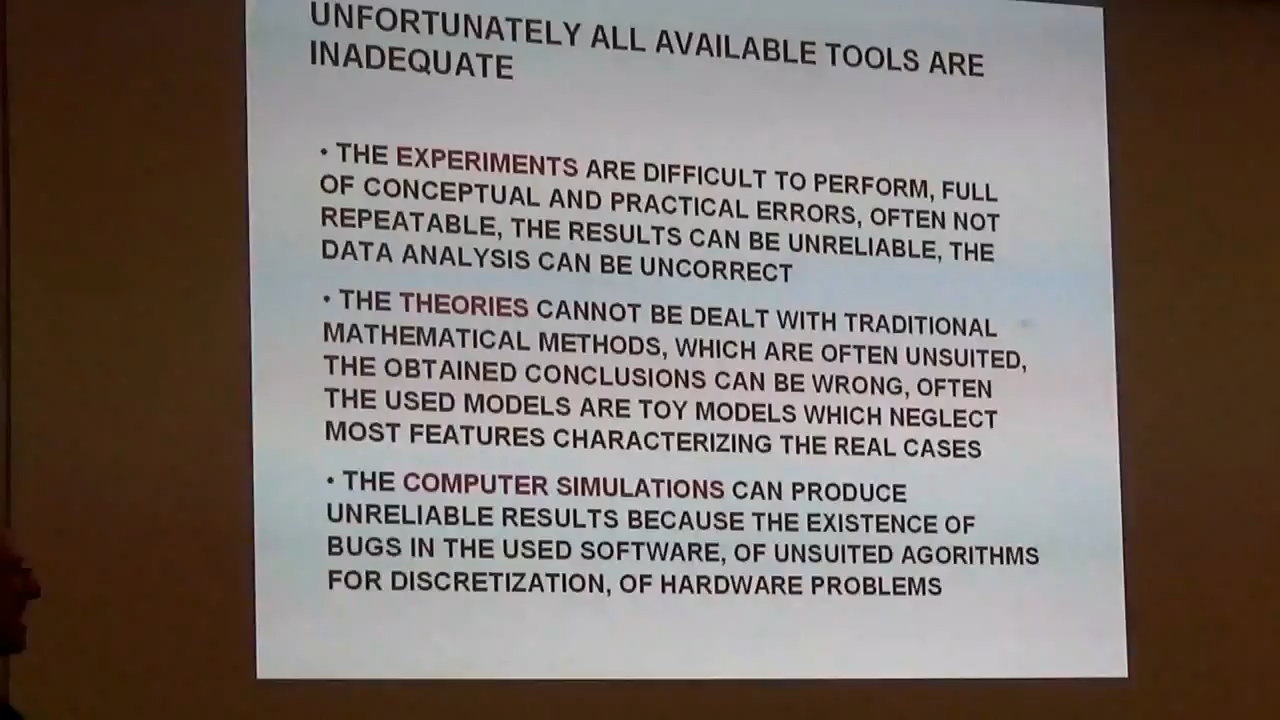 UNFORTUNATELY ALL AVAILABLE TOOLS ARE
INADEQUATE
• THE EXPERIMENTS ARE DIFFICULT TO PERFORM, FULL
OF CONCEPTUAL AND PRACTICAL ERRORS, OFTEN NOT
REPEATABLE, THE RESULTS CAN BE UNRELIABLE, THE
DATA ANALYSIS CAN BE UNCORRECT
• THE THEORIES CANNOT BE DEALT WITH TRADITIONAL
MATHEMATICAL METHODS, WHICH ARE OFTEN UNSUITED,
THE OBTAINED CONCLUSIONS CAN BE WRONG, OFTEN
THE USED MODELS ARE TOY MODELS WHICH NEGLECT
MOST FEATURES CHARACTERIZING THE REAL CASES
• THE COMPUTER SIMULATIONS CAN PRODUCE
UNRELIABLE RESULTS BECAUSE THE EXISTENCE OF
BUGS IN THE USED SOFTWARE, OF UNSUITED AGORITHMS
FOR DISCRETIZATION, OF HARDWARE PROBLEMS